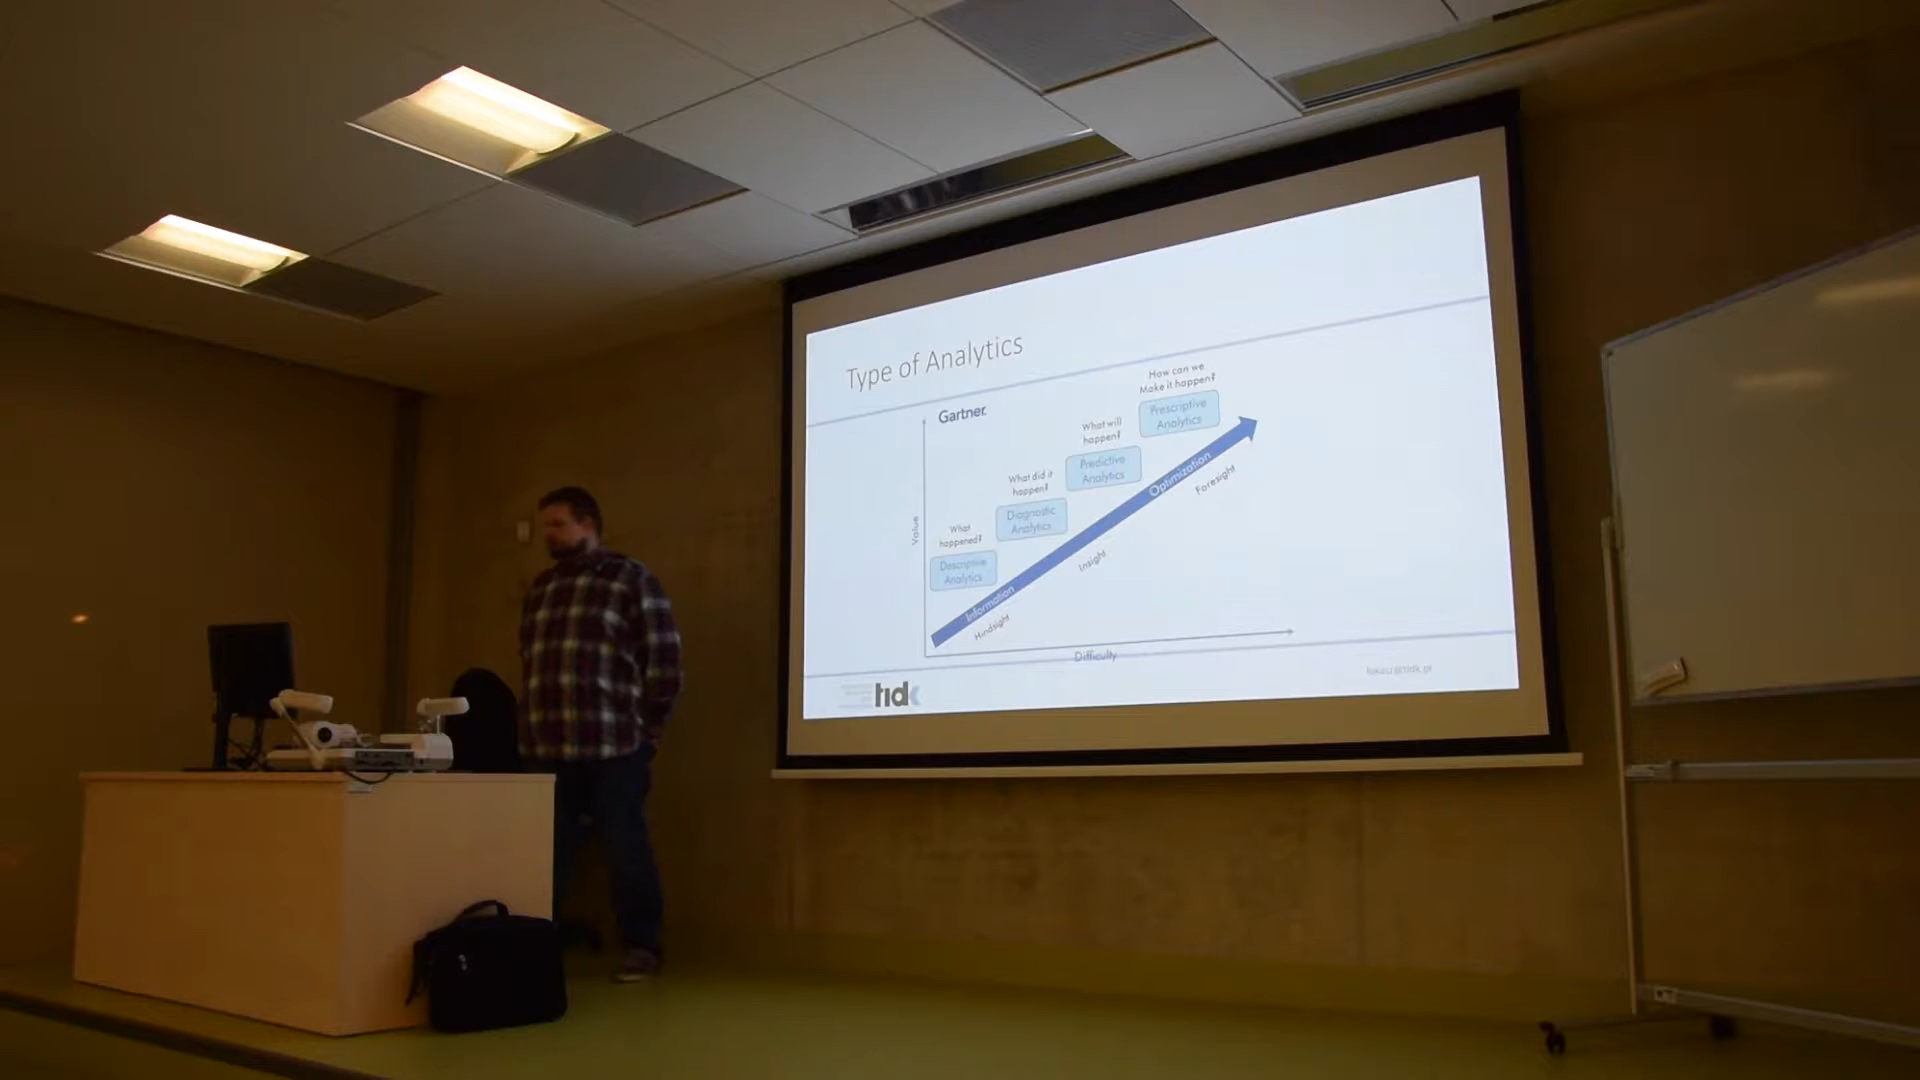 Type of Analytics
Gartner
How can we
Make it happen?
Prescriptive
Analytics
What will
happen?
Predictive
Analytics
What did it
happen?
Diagnostic
Analytics
What
happened?
Descriptive
Analytics
Value
Information
Optimization
Hindsight
Insight
Foresight
Difficulty
tidk